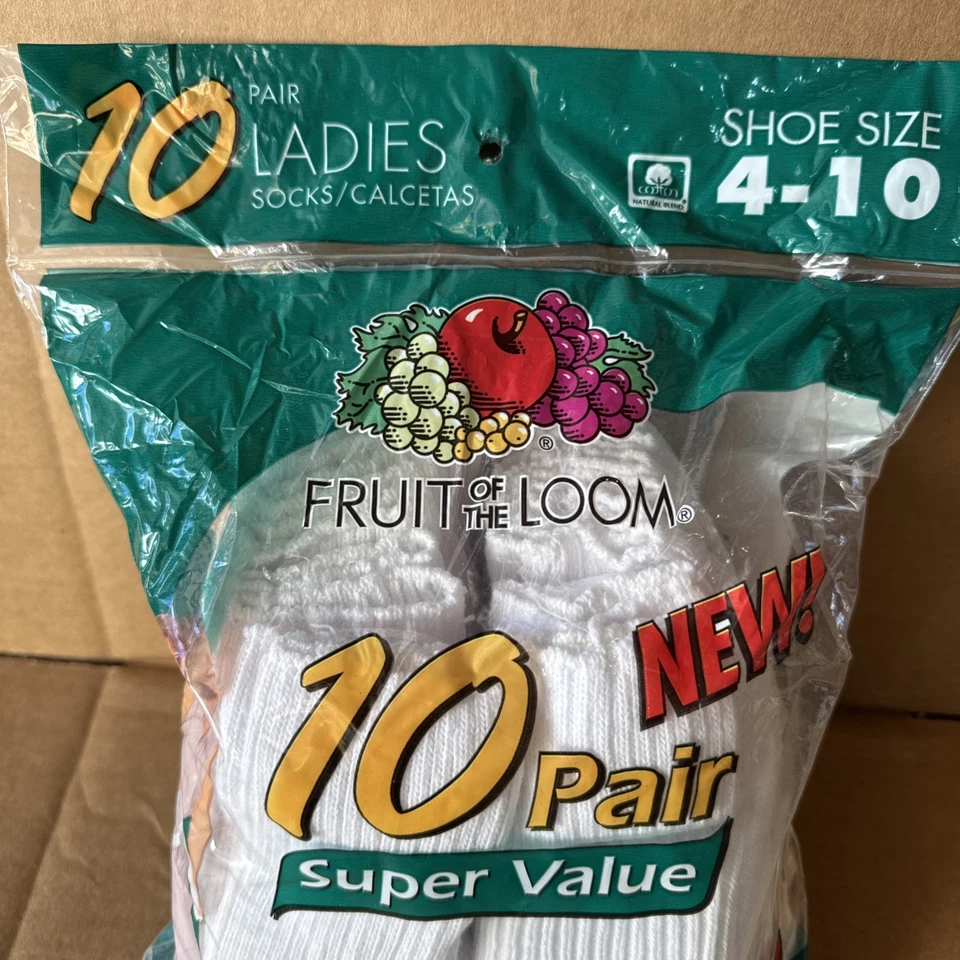 10 PAIR
LADIES
SOCKS/CALCETAS
SHOE SIZE
4-10
cotton
NATURAL BLEND®
®
FRUIT OF THE LOOM®
NEW!
10 Pair
Super Value